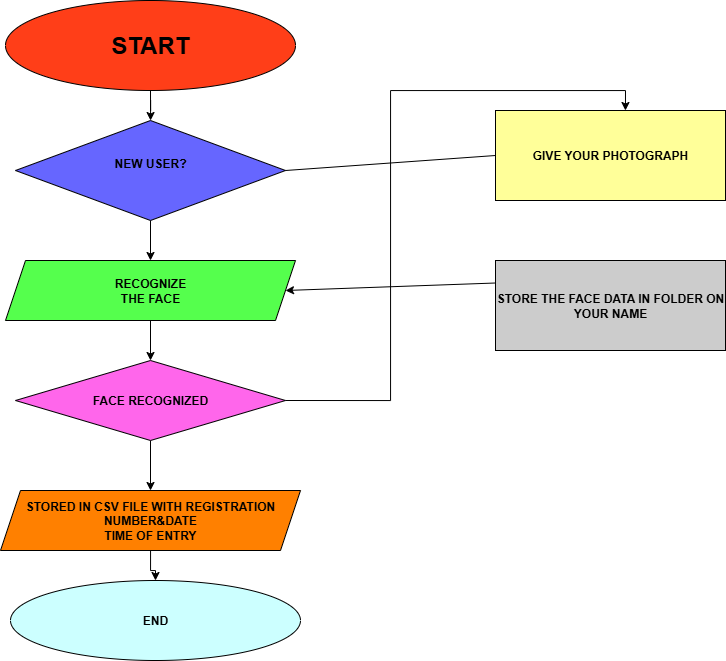 START
NEW USER?
GIVE YOUR PHOTOGRAPH
RECOGNIZE
THE FACE
STORE THE FACE DATA IN FOLDER ON
YOUR NAME
FACE RECOGNIZED
STORED IN CSV FILE WITH REGISTRATION
NUMBER&DATE
TIME OF ENTRY
END